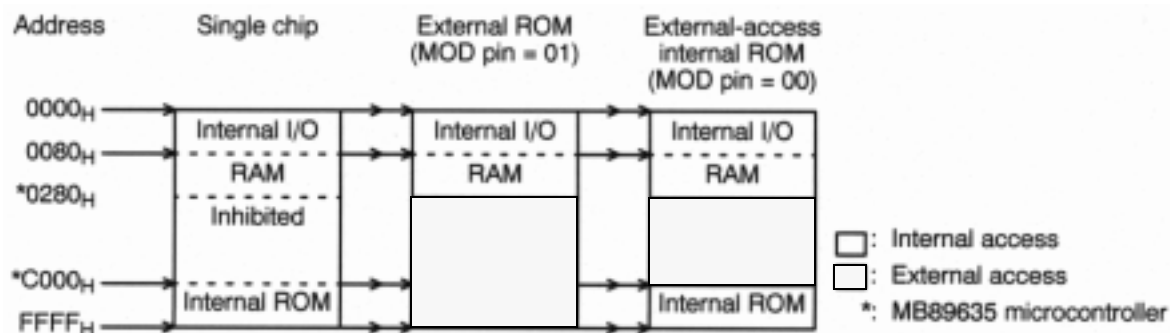 Address Single chip External ROM External-access
(MOD pin = 01) internal ROM
(MOD pin = 00)
0000H
Internal I/O Internal I/O Internal I/O
0080H
RAM RAM RAM
*0280H
Inhibited
: Internal access
*C000H
: External access
Internal ROM Internal ROM
*: MB89635 microcontroller
FFFFH